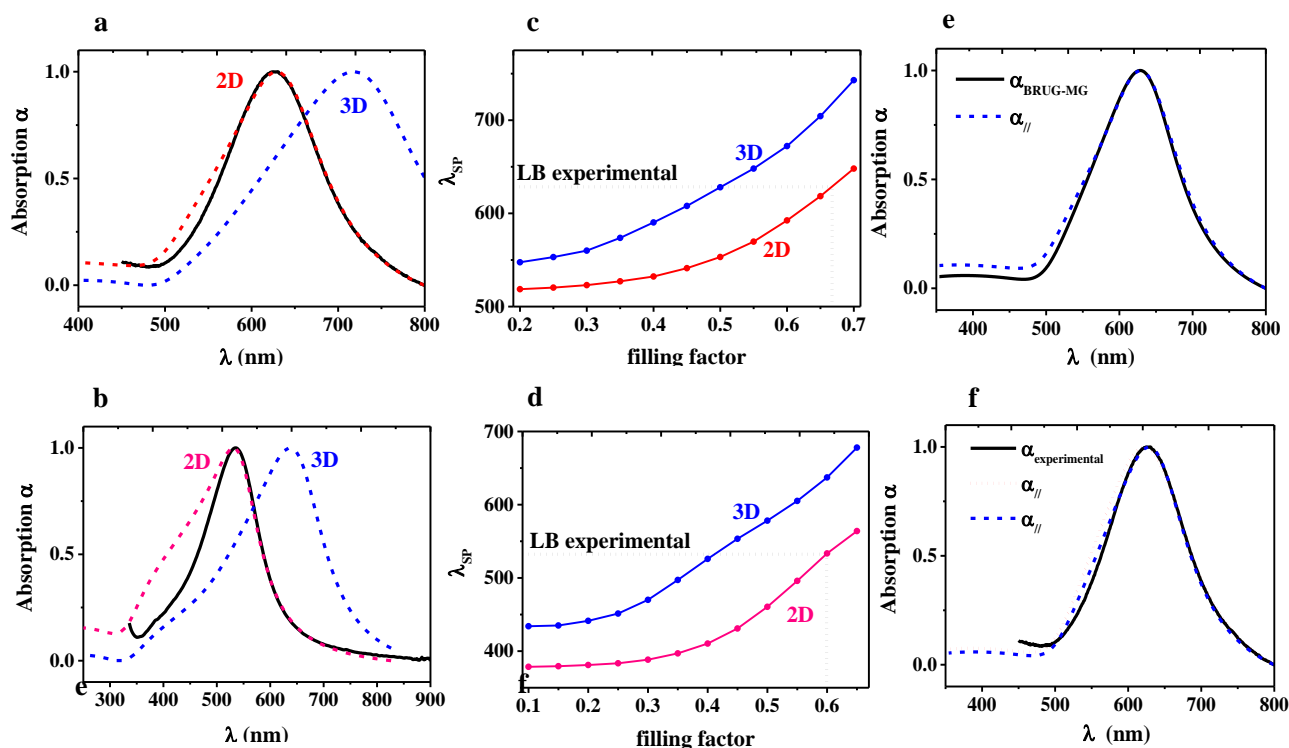 a
1.0
0.5
0.0
Absorption α
2D
3D
400
500
600
700
800
λ (nm)
c
700
600
500
λSP
LB experimental
3D
2D
0.2
0.3
0.4
0.5
0.6
0.7
filling factor
e
1.0
0.5
0.0
Absorption α
αBRUG-MG
α//
400
500
600
700
800
λ (nm)
b
1.0
0.5
0.0
Absorption α
2D
3D
e
300
400
500
600
700
800
900
λ (nm)
d
700
600
500
400
λSP
LB experimental
3D
2D
f
0.1
0.2
0.3
0.4
0.5
0.6
filling factor
f
1.0
0.5
0.0
Absorption α
αexperimental
α//
α//
400
500
600
700
800
λ (nm)